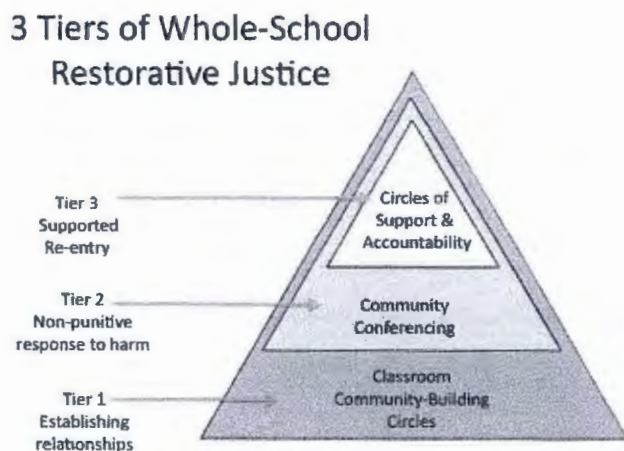 3 Tiers of Whole-School
Restorative Justice
Tier 3
Supported
Re-entry
Circles of
Support &
Accountability
Tier 2
Non-punitive
response to harm
Community
Conferencing
Tier 1
Establishing
relationships
Classroom
Community-Building
Circles